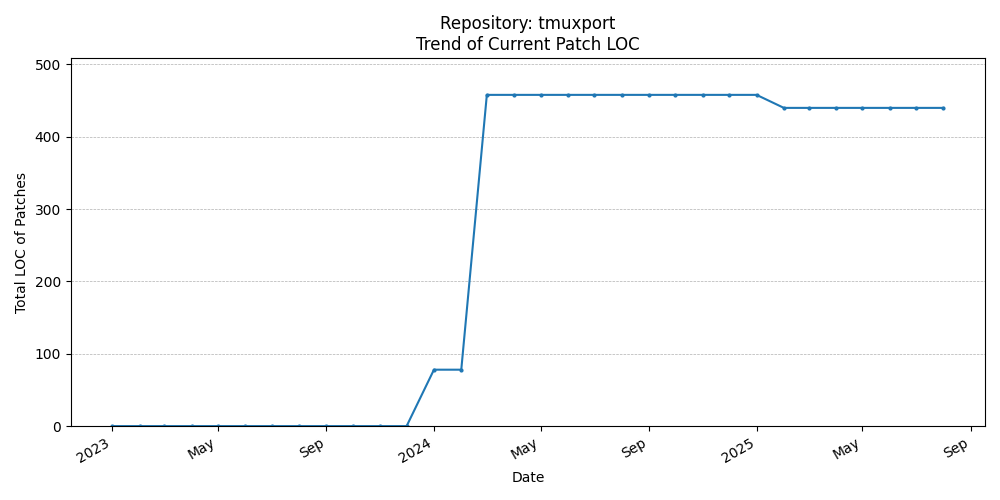 Repository: tmuxport
Trend of Current Patch LOC
Total LOC of Patches
500
400
300
200
100
0
2023
May
Sep
2024
May
Sep
2025
May
Sep
Date